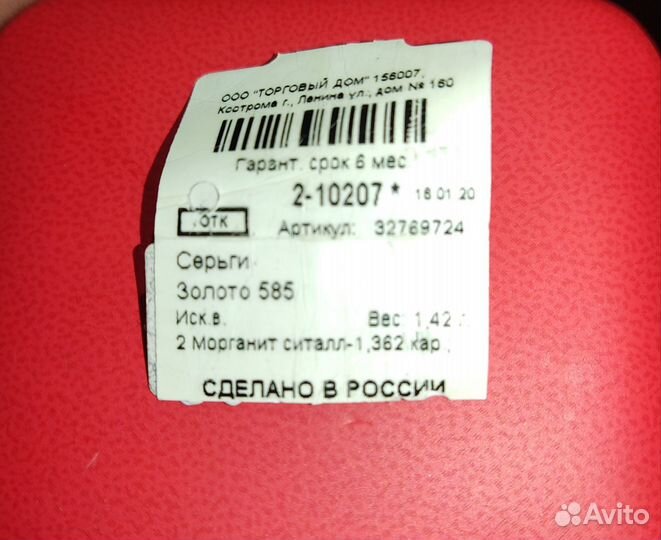 ООО "ТОРГОВЫЙ ДОМ" 156007,
Кострома г., Ленина ул., дом № 160
Гарант. срок 6 мес
2-10207 * 16 01 20
ОТК Артикул: 32769724
Серьги
Золото 585
Иск.в. Вес: 1,42 г.
2 Морганит ситалл-1,362 кар.;
СДЕЛАНО В РОССИИ
Avito